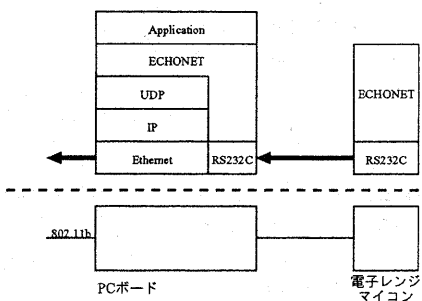 Application
ECHONET
UDP
IP
Ethernet
RS232C
ECHONET
RS232C
802.11b
PCボード
電子レンジ
マイコン